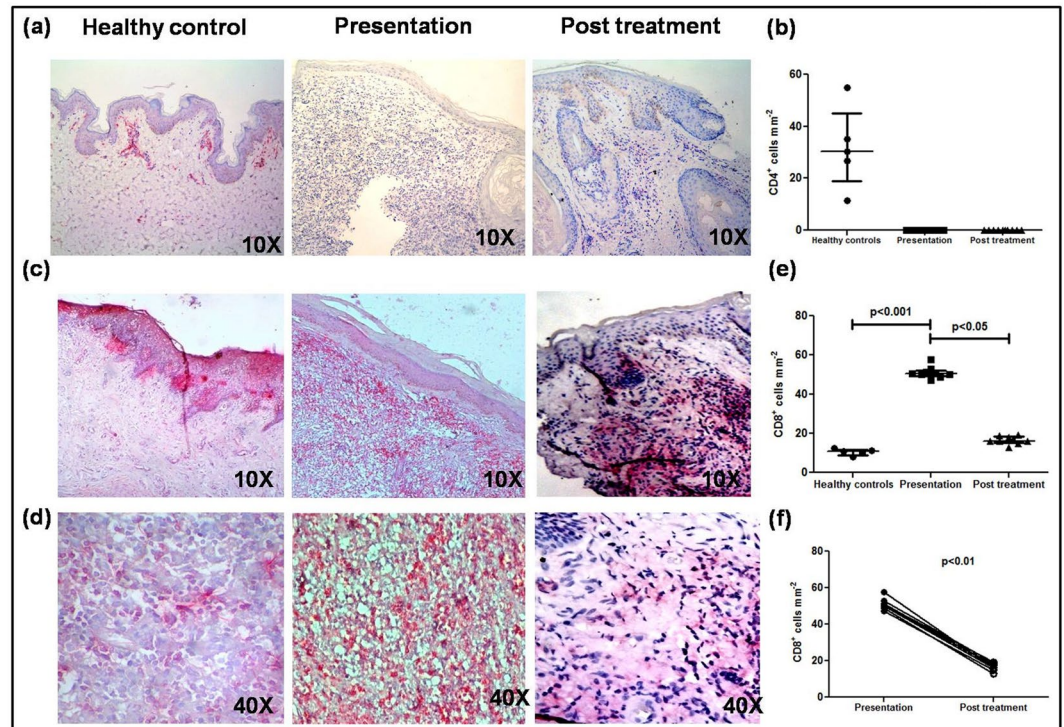 (a) Healthy control Presentation Post treatment (b)
10X 10X 10X
CD4+ cells mm-2
60
40
20
0
Healthy controls Presentation Post treatment
(c) (e)
10X 10X 10X
CD8+ cells mm-2
80
60
40
20
0
p<0.001
p<0.05
Healthy controls Presentation Post treatment
(d) (f)
40X 40X 40X
CD8+ cells mm-2
80
60
40
20
0
p<0.01
Presentation Post treatment